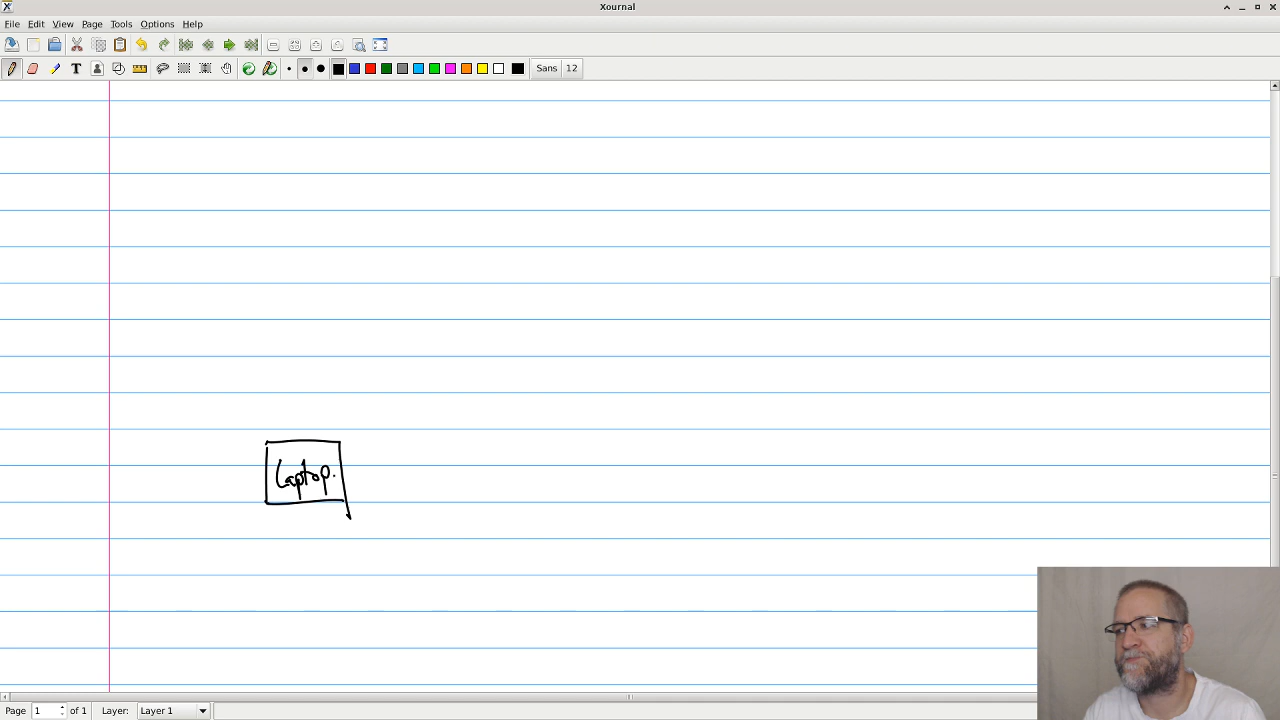 Xournal
File Edit View Page Tools Options Help
T Sans 12
Laptop.
Page 1 of 1 Layer: Layer 1